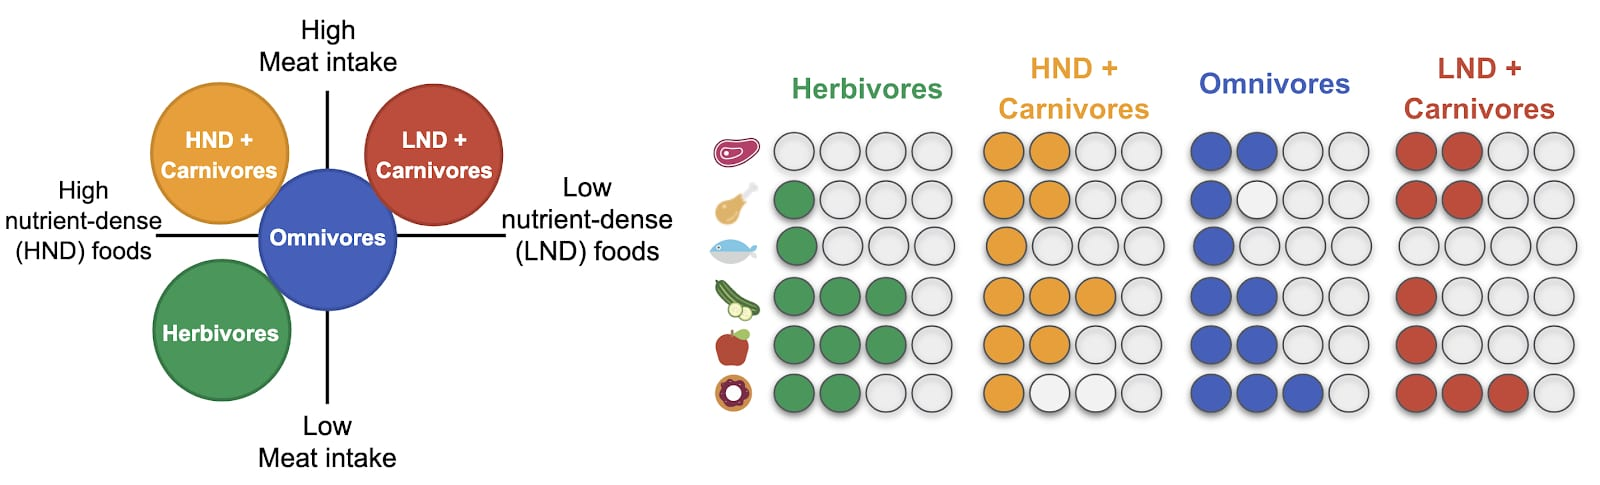 High
Meat intake
HND +
Carnivores
LND +
Carnivores
High
nutrient-dense
(HND) foods
Omnivores
Low
nutrient-dense
(LND) foods
Herbivores
Low
Meat intake
Herbivores
HND +
Carnivores
Omnivores
LND +
Carnivores